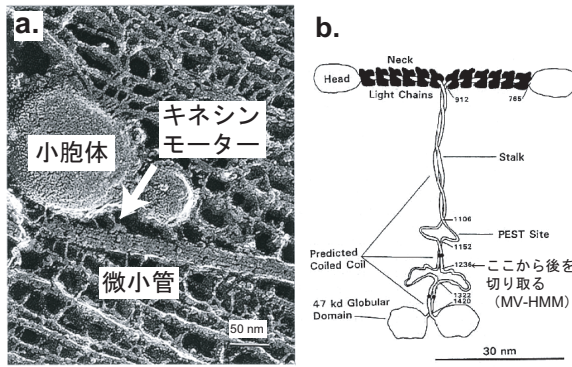 a.
キネシン
モーター
小胞体
微小管
50 nm
b.
Neck
Head
Light Chains
912
765
Stalk
1106
PEST Site
1152
Predicted
Coiled Coil
1236
ここから後を
切り取る
(MV-HMM)
1322
1420
47 kd Globular
Domain
30 nm